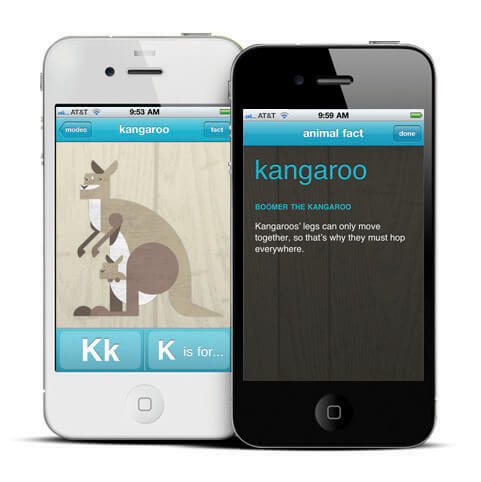 AT&T 9:53 AM
modes kangaroo fact
Kk K is for...
AT&T 9:59 AM
animal fact done
kangaroo
BOOMER THE KANGAROO
Kangaroos' legs can only move
together, so that's why they must hop
everywhere.